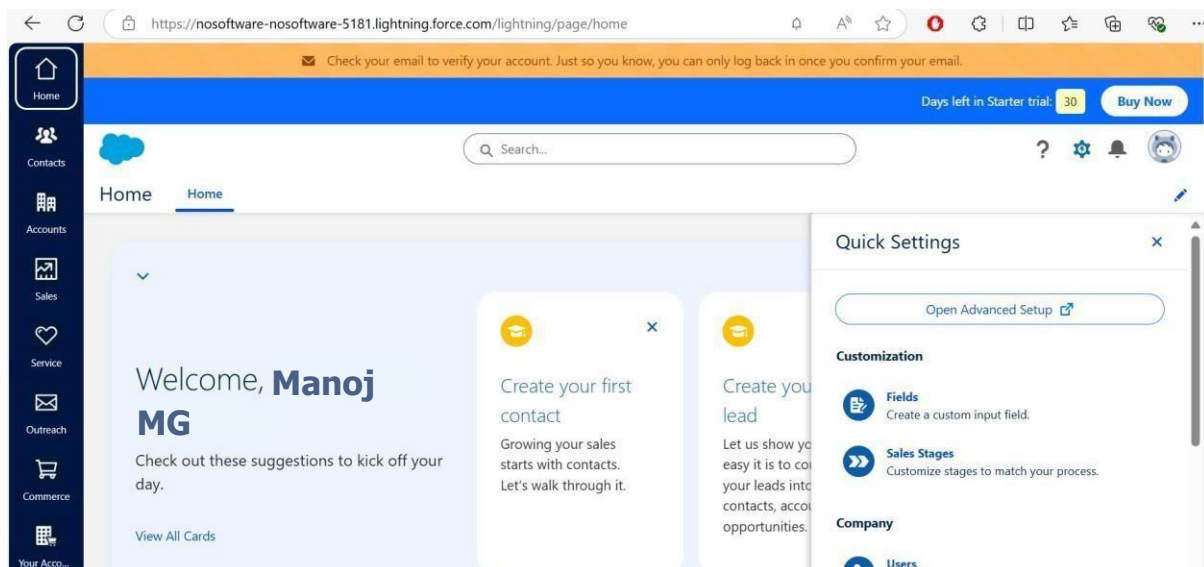 https://nosoftware-nosoftware-5181.lightning.force.com/lightning/page/home
Check your email to verify your account. Just so you know, you can only log back in once you confirm your email.
Days left in Starter trial: 30
Buy Now
Home
Contacts
Accounts
Sales
Service
Outreach
Commerce
Your Acco...
Search...
Home
Home
Welcome, Manoj
MG
Check out these suggestions to kick off your
day.
View All Cards
Create your first
contact
Growing your sales
starts with contacts.
Let's walk through it.
Create you
lead
Let us show yo
easy it is to co
your leads into
contacts, accou
opportunities.
Quick Settings
Open Advanced Setup
Customization
Fields
Create a custom input field.
Sales Stages
Customize stages to match your process.
Company
Users